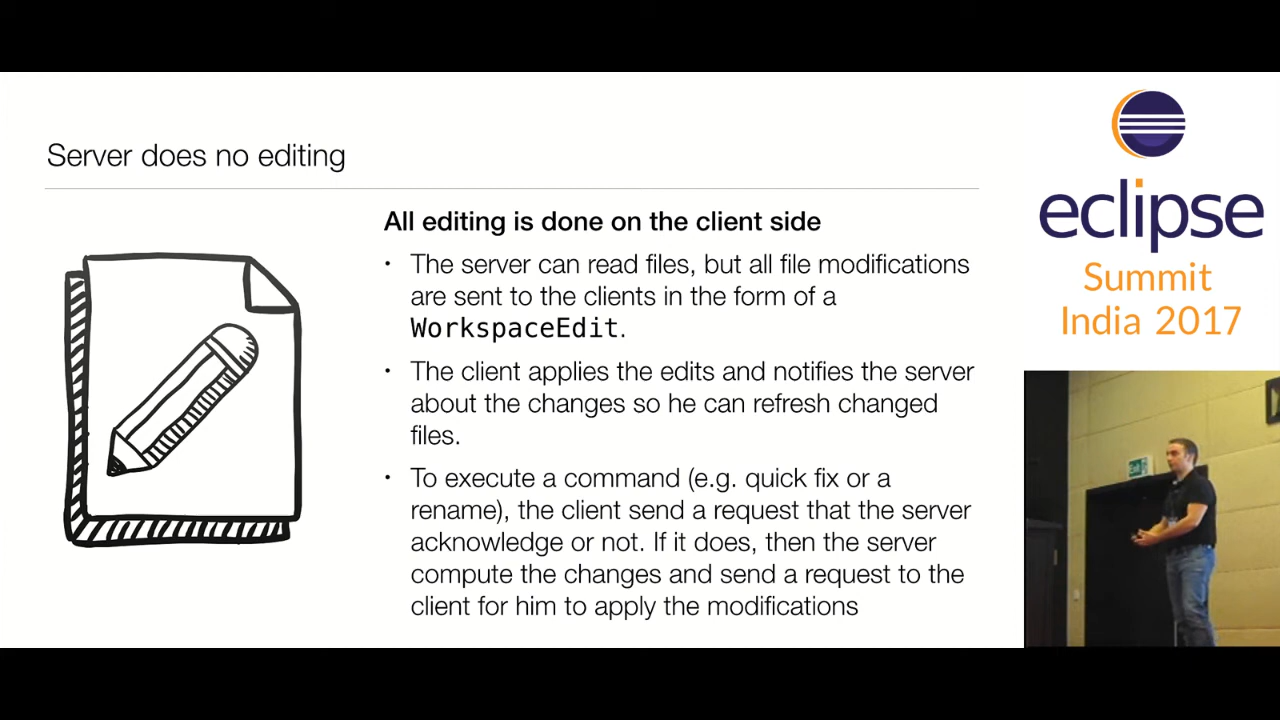 Server does no editing
All editing is done on the client side
• The server can read files, but all file modifications
are sent to the clients in the form of a
WorkspaceEdit.
• The client applies the edits and notifies the server
about the changes so he can refresh changed
files.
• To execute a command (e.g. quick fix or a
rename), the client send a request that the server
acknowledge or not. If it does, then the server
compute the changes and send a request to the
client for him to apply the modifications
eclipse
Summit
India 2017
Exit